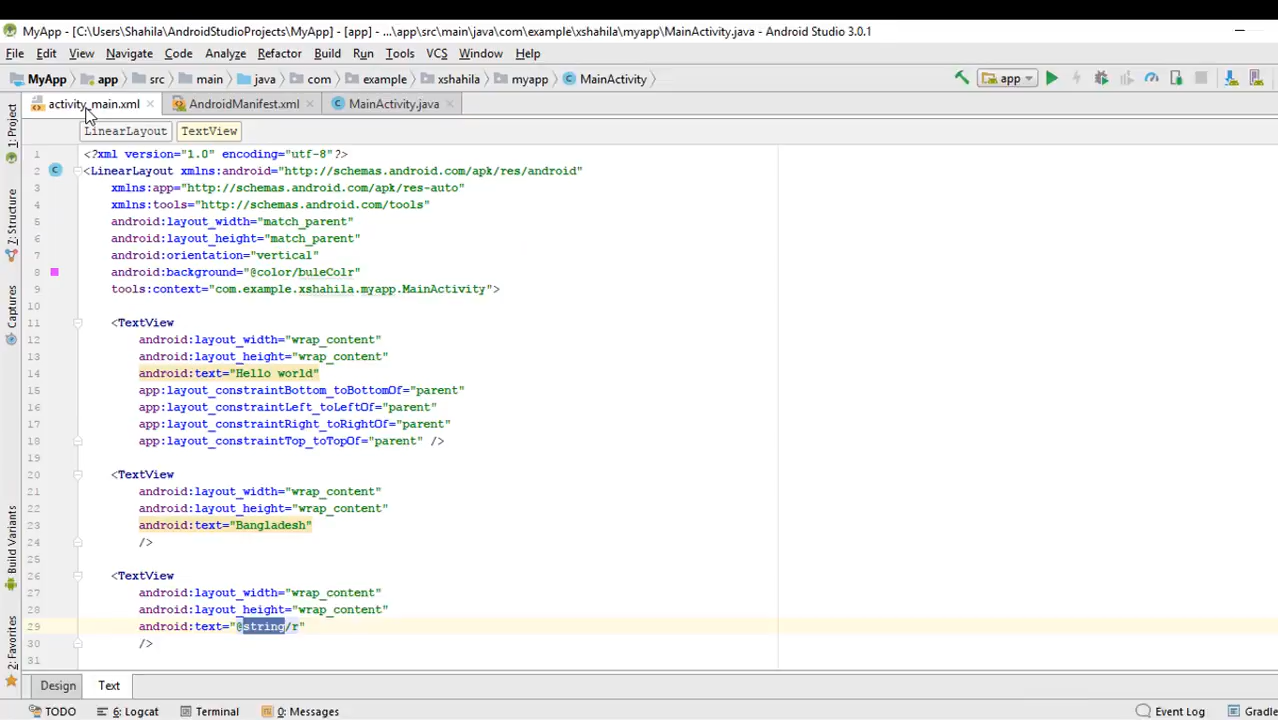 MyApp - [C:\Users\Shahila\AndroidStudioProjects\MyApp] - [app] - ...\app\src\main\java\com\example\xshahila\myapp\MainActivity.java - Android Studio 3.0.1
File Edit View Navigate Code Analyze Refactor Build Run Tools VCS Window Help
MyApp app src main java com example xshahila myapp MainActivity app
1: Project
7: Structure
Captures
Build Variants
2: Favorites
activity_main.xml AndroidManifest.xml MainActivity.java
LinearLayout TextView
1 <?xml version="1.0" encoding="utf-8"?>
2 <LinearLayout xmlns:android="http://schemas.android.com/apk/res/android"
3 xmlns:app="http://schemas.android.com/apk/res-auto"
4 xmlns:tools="http://schemas.android.com/tools"
5 android:layout_width="match_parent"
6 android:layout_height="match_parent"
7 android:orientation="vertical"
8 android:background="@color/buleColr"
9 tools:context="com.example.xshahila.myapp.MainActivity">
10
11 <TextView
12 android:layout_width="wrap_content"
13 android:layout_height="wrap_content"
14 android:text="Hello world"
15 app:layout_constraintBottom_toBottomOf="parent"
16 app:layout_constraintLeft_toLeftOf="parent"
17 app:layout_constraintRight_toRightOf="parent"
18 app:layout_constraintTop_toTopOf="parent" />
19
20 <TextView
21 android:layout_width="wrap_content"
22 android:layout_height="wrap_content"
23 android:text="Bangladesh"
24 />
25
26 <TextView
27 android:layout_width="wrap_content"
28 android:layout_height="wrap_content"
29 android:text="@string/r"
30 />
31
Design Text
TODO 6: Logcat Terminal 0: Messages Event Log Gradle